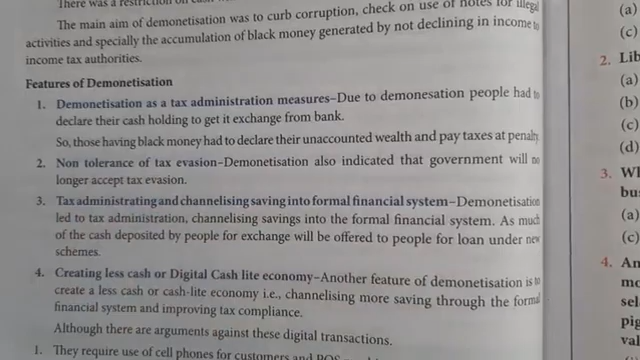 There was a restriction on cash
The main aim of demonetisation was to curb corruption, check on use of notes for illegal
activities and specially the accumulation of black money generated by not declining in income to
income tax authorities.
Features of Demonetisation
1. Demonetisation as a tax administration measures–Due to demonesation people had to
declare their cash holding to get it exchange from bank.
So, those having black money had to declare their unaccounted wealth and pay taxes at penalty
2. Non tolerance of tax evasion–Demonetisation also indicated that government will no
longer accept tax evasion.
3. Tax administrating and channelising saving into formal financial system–Demonetisation
led to tax administration, channelising savings into the formal financial system. As much
of the cash deposited by people for exchange will be offered to people for loan under new
schemes.
4. Creating less cash or Digital Cash lite economy–Another feature of demonetisation is to
create a less cash or cash-lite economy i.e., channelising more saving through the formal
financial system and improving tax compliance.
Although there are arguments against these digital transactions.
1. They require use of cell phones for customers and POS
(a)
(c)
2. Lib
(a)
(b)
(c)
(d)
3. Wh
bus
(a)
(c)
4. An
mo
sel
pig
val